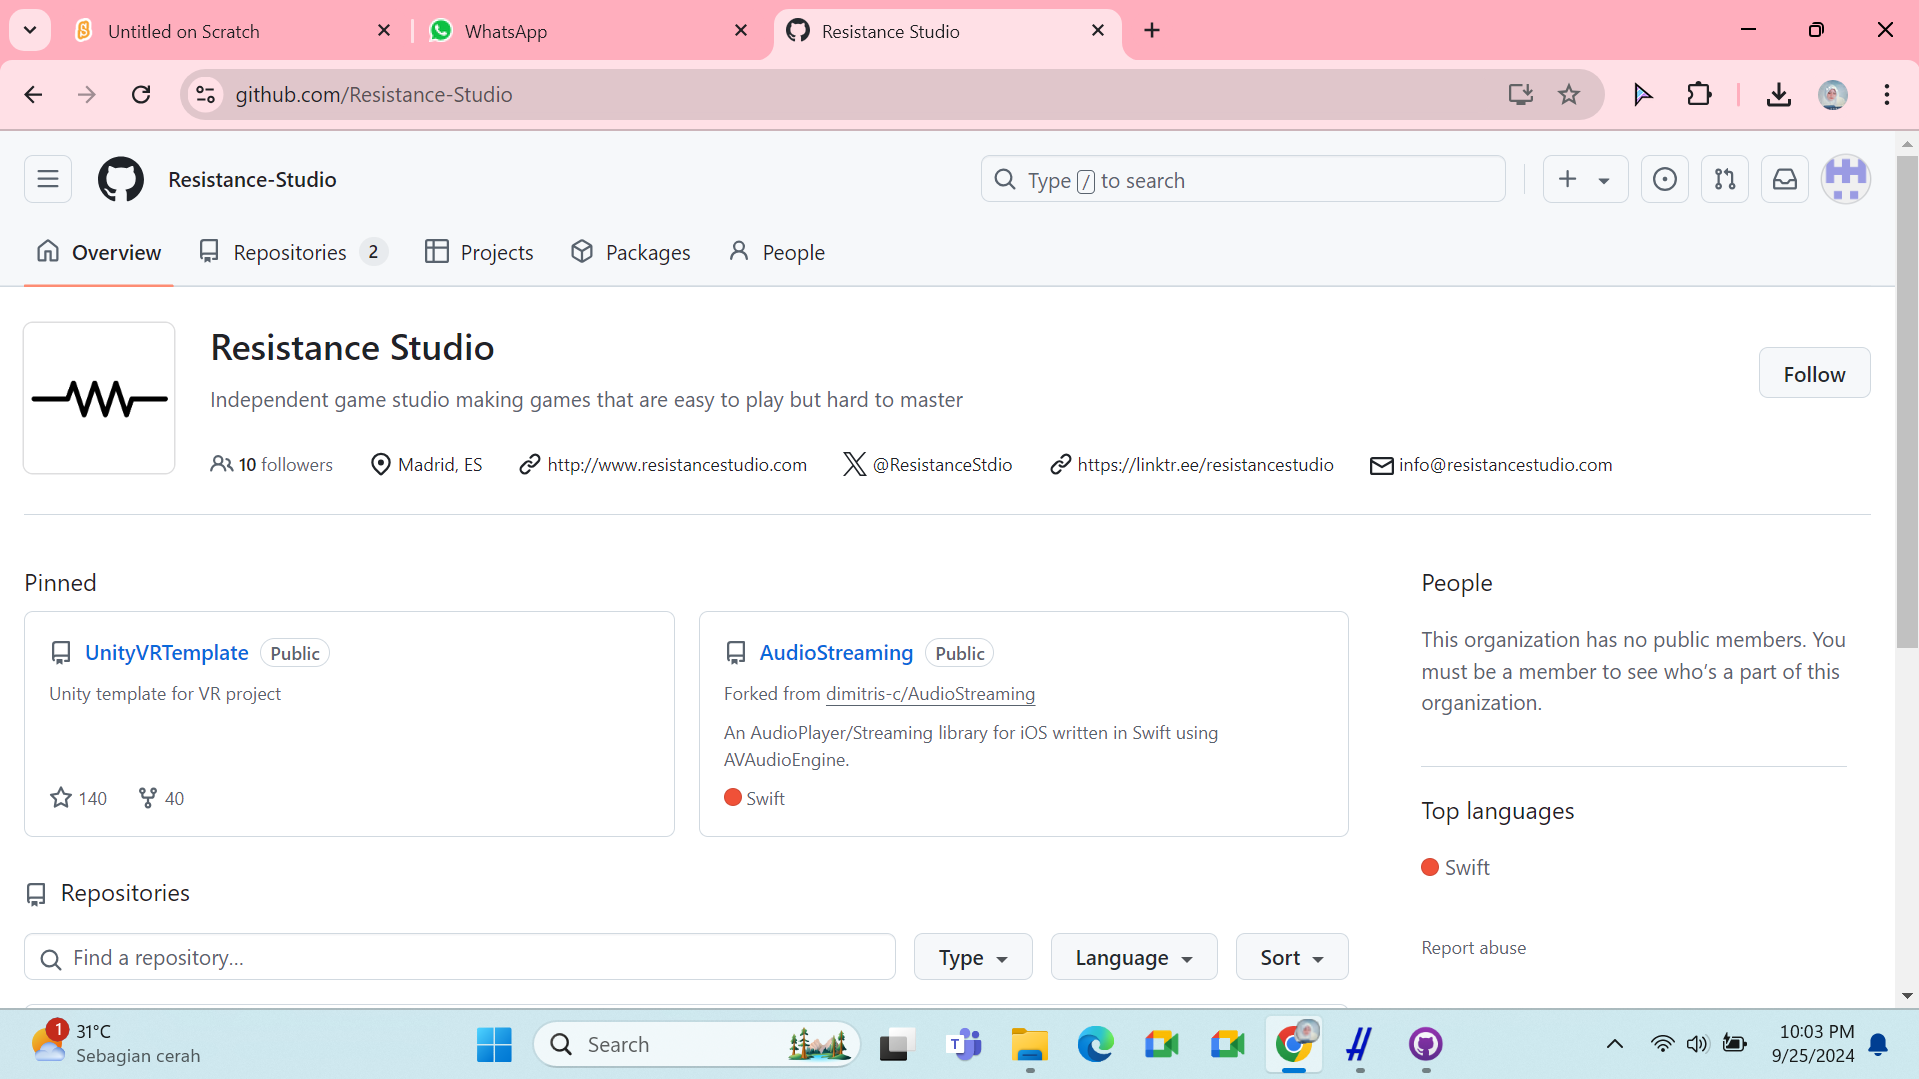 Untitled on Scratch
WhatsApp
Resistance Studio
github.com/Resistance-Studio
Resistance-Studio
Type / to search
Overview
Repositories 2
Projects
Packages
People
Resistance Studio
Independent game studio making games that are easy to play but hard to master
Follow
10 followers
Madrid, ES
http://www.resistancestudio.com
@ResistanceStdio
https://linktr.ee/resistancestudio
info@resistancestudio.com
Pinned
UnityVRTemplate Public
Unity template for VR project
140 40
AudioStreaming Public
Forked from dimitris-c/AudioStreaming
An AudioPlayer/Streaming library for iOS written in Swift using
AVAudioEngine.
Swift
People
This organization has no public members. You
must be a member to see who's a part of this
organization.
Top languages
Swift
Report abuse
Repositories
Find a repository...
Type
Language
Sort
1
31°C
Sebagian cerah
Search
T
10:03 PM
9/25/2024